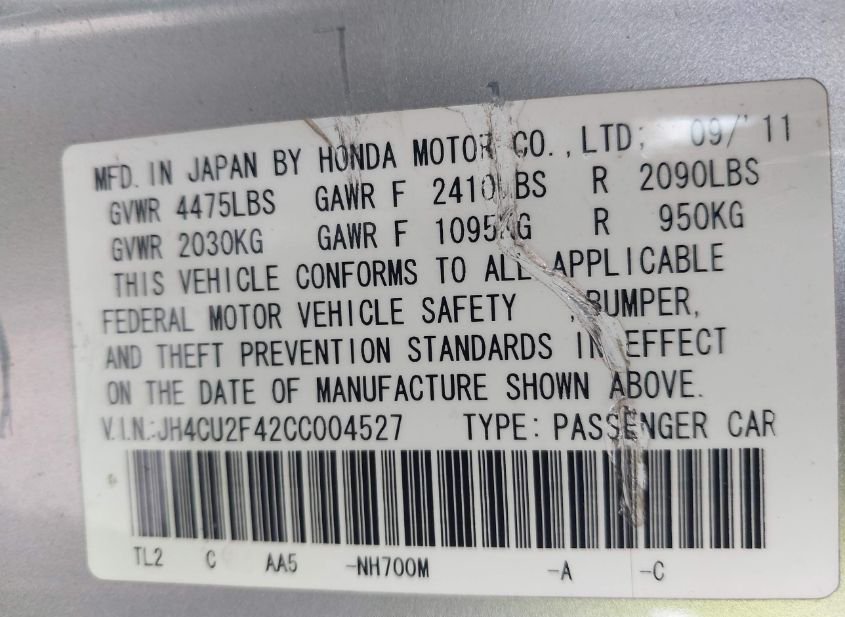 MFD. IN JAPAN BY HONDA MOTOR CO., LTD; 09/'11
GVWR 4475LBS GAWR F 2410LBS R 2090LBS
GVWR 2030KG GAWR F 1095KG R 950KG
THIS VEHICLE CONFORMS TO ALL APPLICABLE
FEDERAL MOTOR VEHICLE SAFETY , BUMPER,
AND THEFT PREVENTION STANDARDS IN EFFECT
ON THE DATE OF MANUFACTURE SHOWN ABOVE.
V.I.N.:JH4CU2F42CC004527 TYPE: PASSENGER CAR
TL2 C AA5 -NH700M -A -C